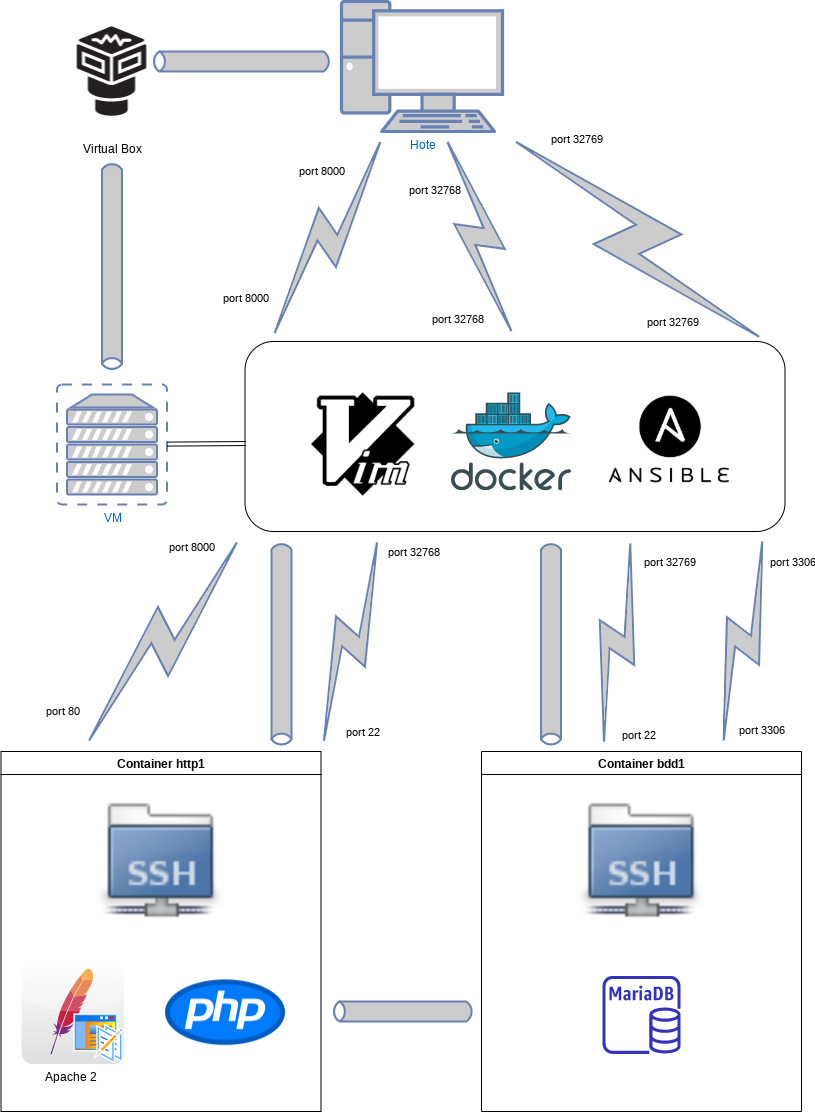 Virtual Box
Hote
port 32769
port 8000
port 32768
port 8000
port 32768
port 32769
Vim
docker
ANSIBLE
VM
port 8000
port 32768
port 32769
port 3306
port 80
port 22
port 22
port 3306
Container http1
Container bdd1
SSH
SSH
php
MariaDB
Apache 2